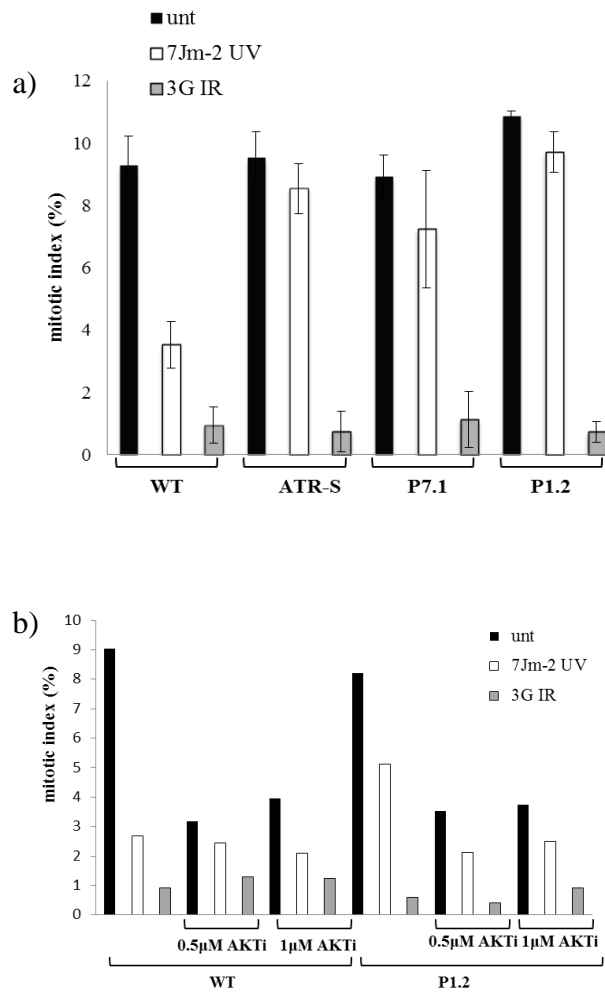 unt
7Jm-2 UV
3G IR
a)
mitotic index (%)
12
10
8
6
4
2
0
WT ATR-S P7.1 P1.2
b)
mitotic index (%)
10
9
8
7
6
5
4
3
2
1
0
unt
7Jm-2 UV
3G IR
0.5µM AKTi 1µM AKTi 0.5µM AKTi 1µM AKTi
WT P1.2